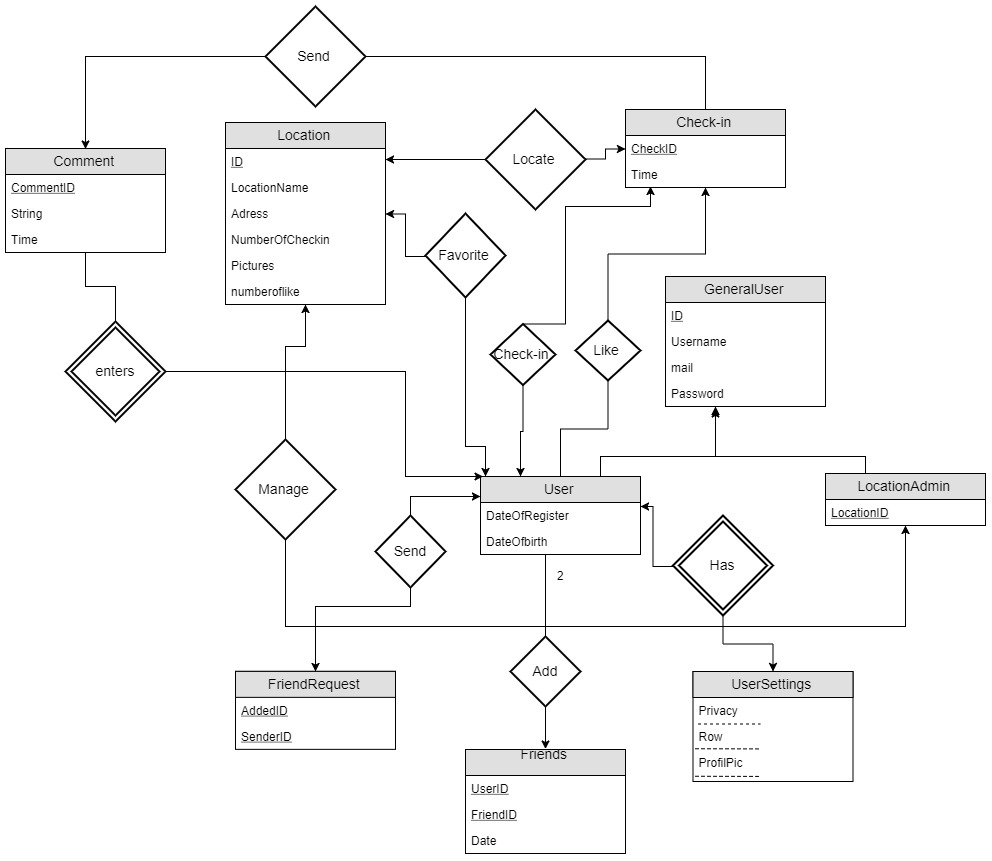 Send
Check-in
CheckID
Time
Location
ID
LocationName
Adress
NumberOfCheckin
Pictures
numberoflike
Locate
Comment
CommentID
String
Time
Favorite
GeneralUser
ID
Username
mail
Password
Check-in
Like
enters
Manage
User
DateOfRegister
DateOfbirth
LocationAdmin
LocationID
Send
Has
2
Add
FriendRequest
AddedID
SenderID
UserSettings
Privacy
Row
ProfilPic
Friends
UserID
FriendID
Date